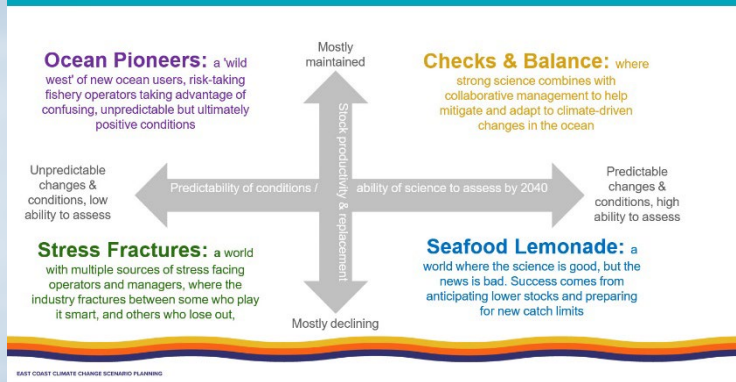 Ocean Pioneers: a 'wild
west' of new ocean users, risk-taking
fishery operators taking advantage of
confusing, unpredictable but ultimately
positive conditions
Mostly
maintained
Checks & Balance: where
strong science combines with
collaborative management to help
mitigate and adapt to climate-driven
changes in the ocean
Unpredictable
changes &
conditions, low
ability to assess
Predictability of conditions / ability of science to assess by 2040
Stock productivity & replacement
Predictable
changes &
conditions, high
ability to assess
Stress Fractures: a world
with multiple sources of stress facing
operators and managers, where the
industry fractures between some who play
it smart, and others who lose out,
Mostly declining
Seafood Lemonade: a
world where the science is good, but the
news is bad. Success comes from
anticipating lower stocks and preparing
for new catch limits
EAST COAST CLIMATE CHANGE SCENARIO PLANNING